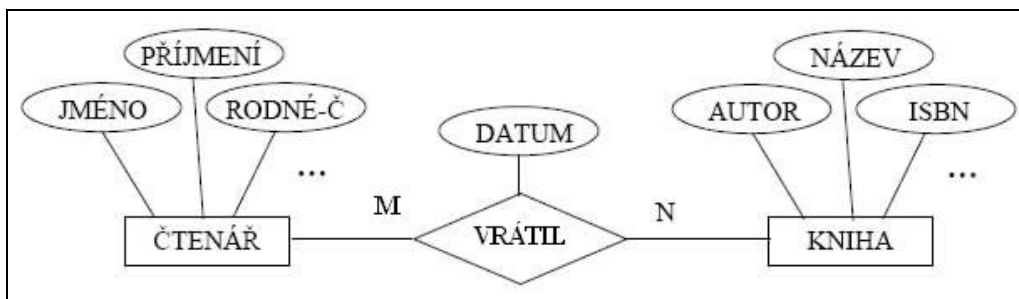 PŘÍJMENÍ
NÁZEV
JMÉNO RODNÉ-Č AUTOR ISBN
DATUM
... ...
M N
ČTENÁŘ VRÁTIL KNIHA